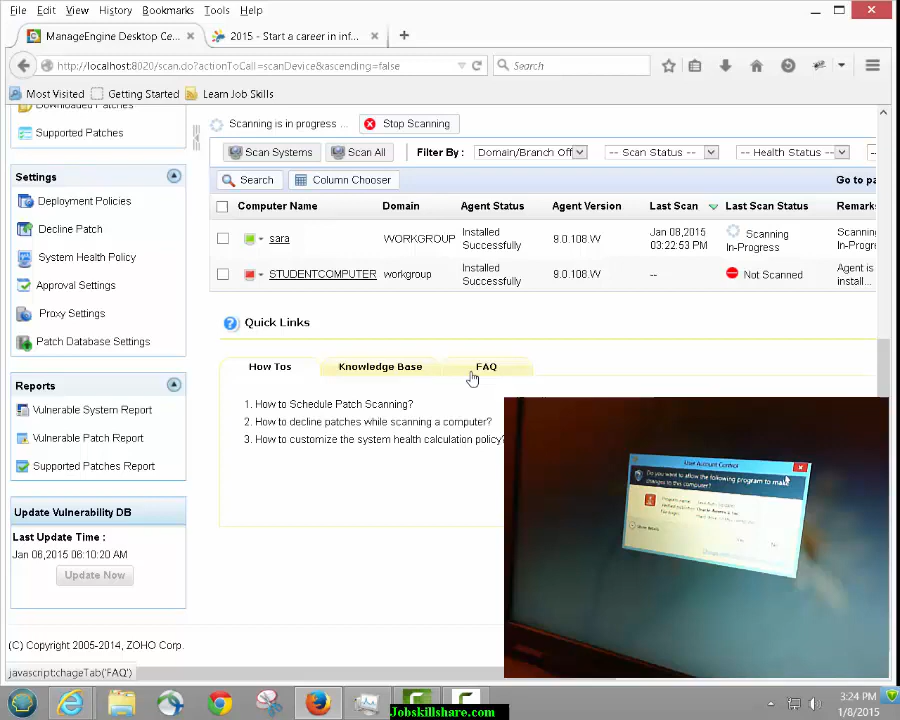 File Edit View History Bookmarks Tools Help
ManageEngine Desktop Ce... × 2015 - Start a career in inf... × +
http://localhost:8020/scan.do?actionToCall=scanDevice&ascending=false Search
Most Visited Getting Started Learn Job Skills
Downloaded Patches
Supported Patches
Settings
Deployment Policies
Decline Patch
System Health Policy
Approval Settings
Proxy Settings
Patch Database Settings
Reports
Vulnerable System Report
Vulnerable Patch Report
Supported Patches Report
Update Vulnerability DB
Last Update Time :
Jan 08,2015 06:10:20 AM
Update Now
Scanning is in progress ... Stop Scanning
Scan Systems Scan All Filter By : Domain/Branch Off -- Scan Status -- -- Health Status -- --
Search Column Chooser Go to pa
Computer Name Domain Agent Status Agent Version Last Scan Last Scan Status Remarks
sara WORKGROUP Installed Successfully 9.0.108.W Jan 08,2015 03:22:53 PM Scanning In-Progress Scanning In-Progre
STUDENTCOMPUTER workgroup Installed Successfully 9.0.108.W -- Not Scanned Agent is install...
Quick Links
How Tos Knowledge Base FAQ
1. How to Schedule Patch Scanning?
2. How to decline patches while scanning a computer?
3. How to customize the system health calculation policy?
User Account Control
Do you want to allow the following program to make
changes to this computer?
Program name:
(C) Copyright 2005-2014, ZOHO Corp.
javascript:chageTab('FAQ')
3:24 PM
1/8/2015
Jobskillshare.com